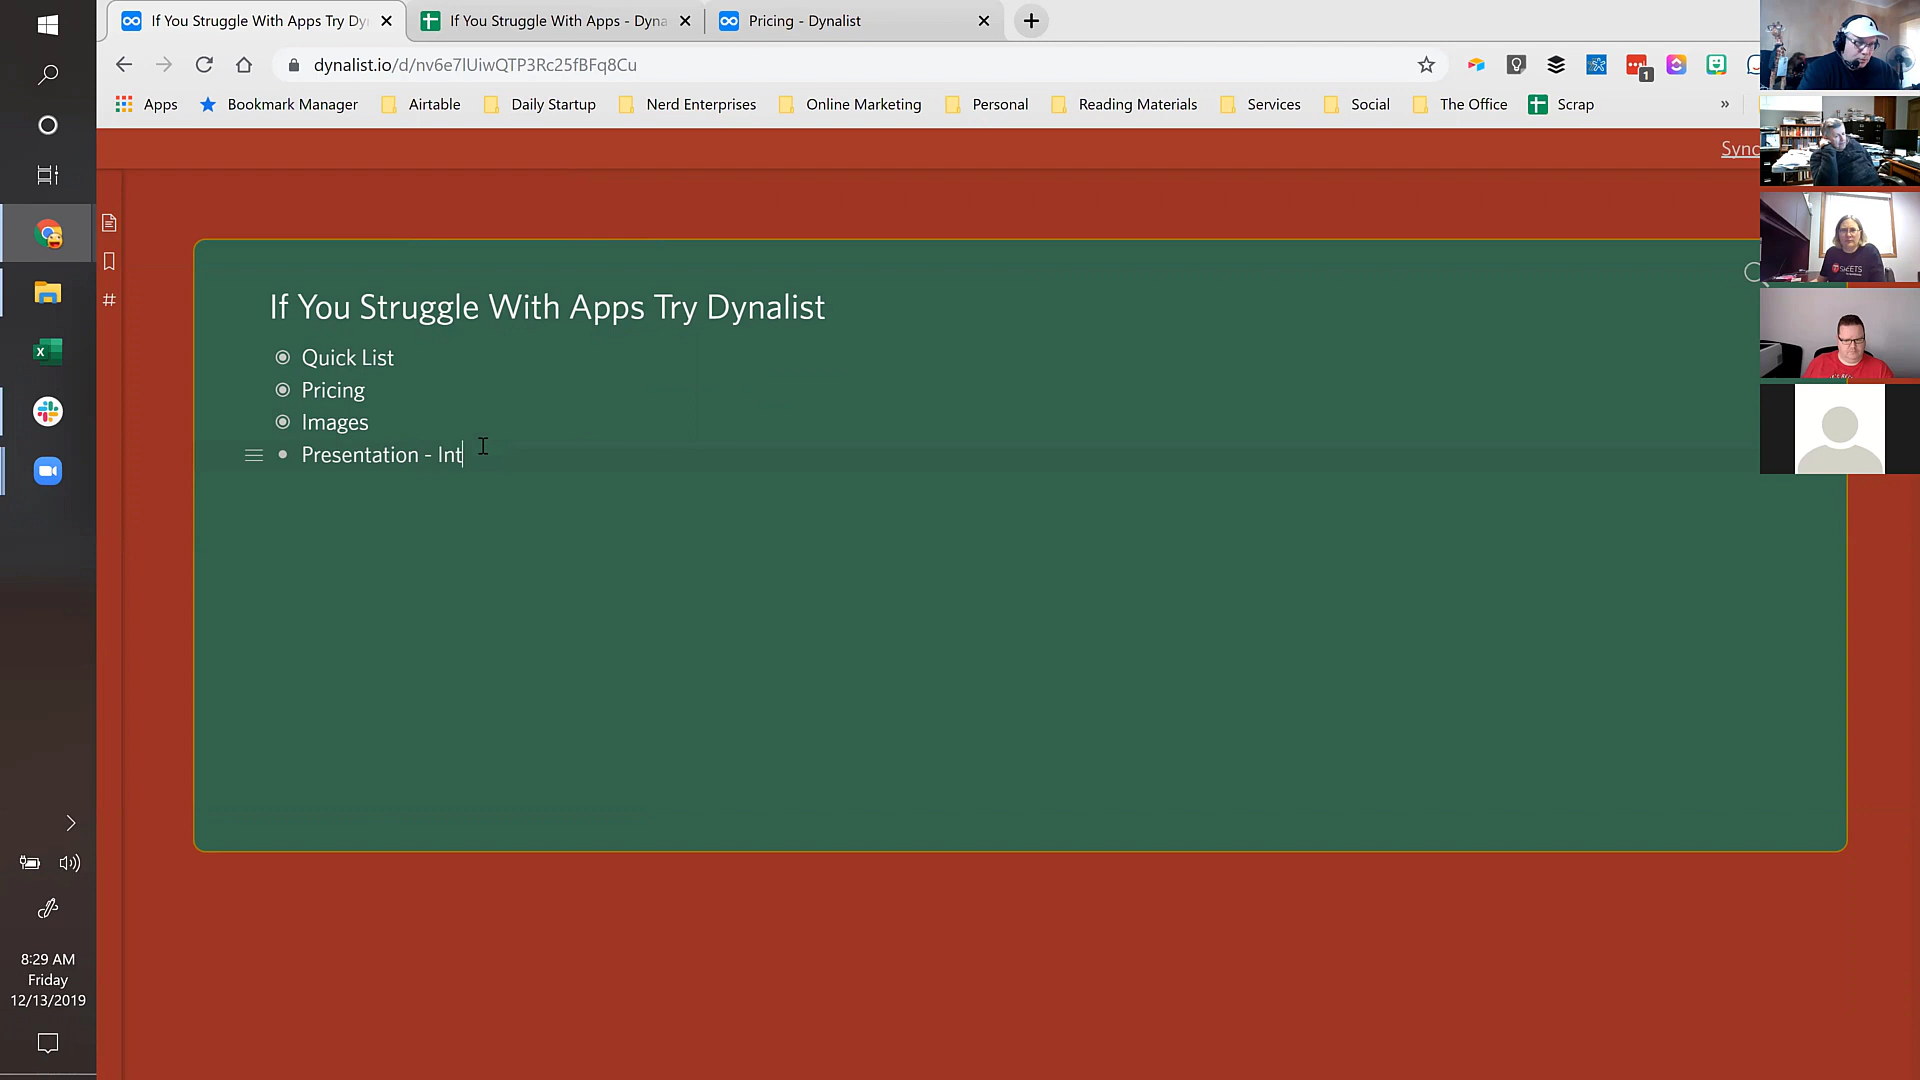 If You Struggle With Apps Try Dy
If You Struggle With Apps - Dyna
Pricing - Dynalist
dynalist.io/d/nv6e7lUiwQTP3Rc25fBFq8Cu
1
Apps
Bookmark Manager
Airtable
Daily Startup
Nerd Enterprises
Online Marketing
Personal
Reading Materials
Services
Social
The Office
Scrap
»
Sync
If You Struggle With Apps Try Dynalist
Quick List
Pricing
Images
Presentation - Int
8:29 AM
Friday
12/13/2019